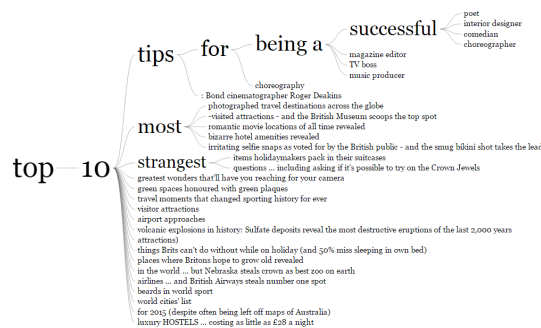 top
10
tips
for
being a
successful
poet
interior designer
comedian
choreographer
magazine editor
TV boss
music producer
choreography
: Bond cinematographer Roger Deakins
most
photographed travel destinations across the globe
-visited attractions - and the British Museum scoops the top spot
romantic movie locations of all time revealed
bizarre hotel amenities revealed
irritating selfie snaps as voted for by the British public - and the smug bikini shot takes the lead
strangest
items holidaymakers pack in their suitcases
questions ... including asking if it's possible to try on the Crown Jewels
greatest wonders that'll have you reaching for your camera
green spaces honoured with green plaques
travel moments that changed sporting history for ever
visitor attractions
airport approaches
volcanic explosions in history: Sulfate deposits reveal the most destructive eruptions of the last 2,000 years
attractions)
things Brits can't do without while on holiday (and 50% miss sleeping in own bed)
places where Britons hope to grow old revealed
in the world ... but Nebraska steals crown as best zoo on earth
airlines ... and British Airways steals number one spot
beards in world sport
world cities' list
for 2015 (despite often being left off maps of Australia)
luxury HOSTELS ... costing as little as £28 a night